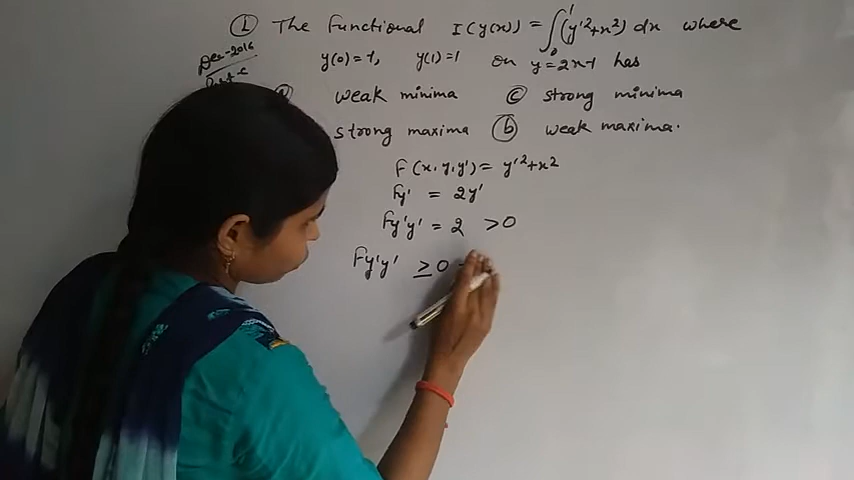 ① The Functional I(y(x)) = ∫₀¹ (y'²+x²) dx where
Dec-2016 y(0)=-1, y(1)=1 on y=2x-1 has
Part-C
weak minima ⓒ strong minima
strong maxima ⓑ weak maxima.
F(x,y,y') = y'²+x²
Fy' = 2y'
Fy'y' = 2 >0
Fy'y' ≥0